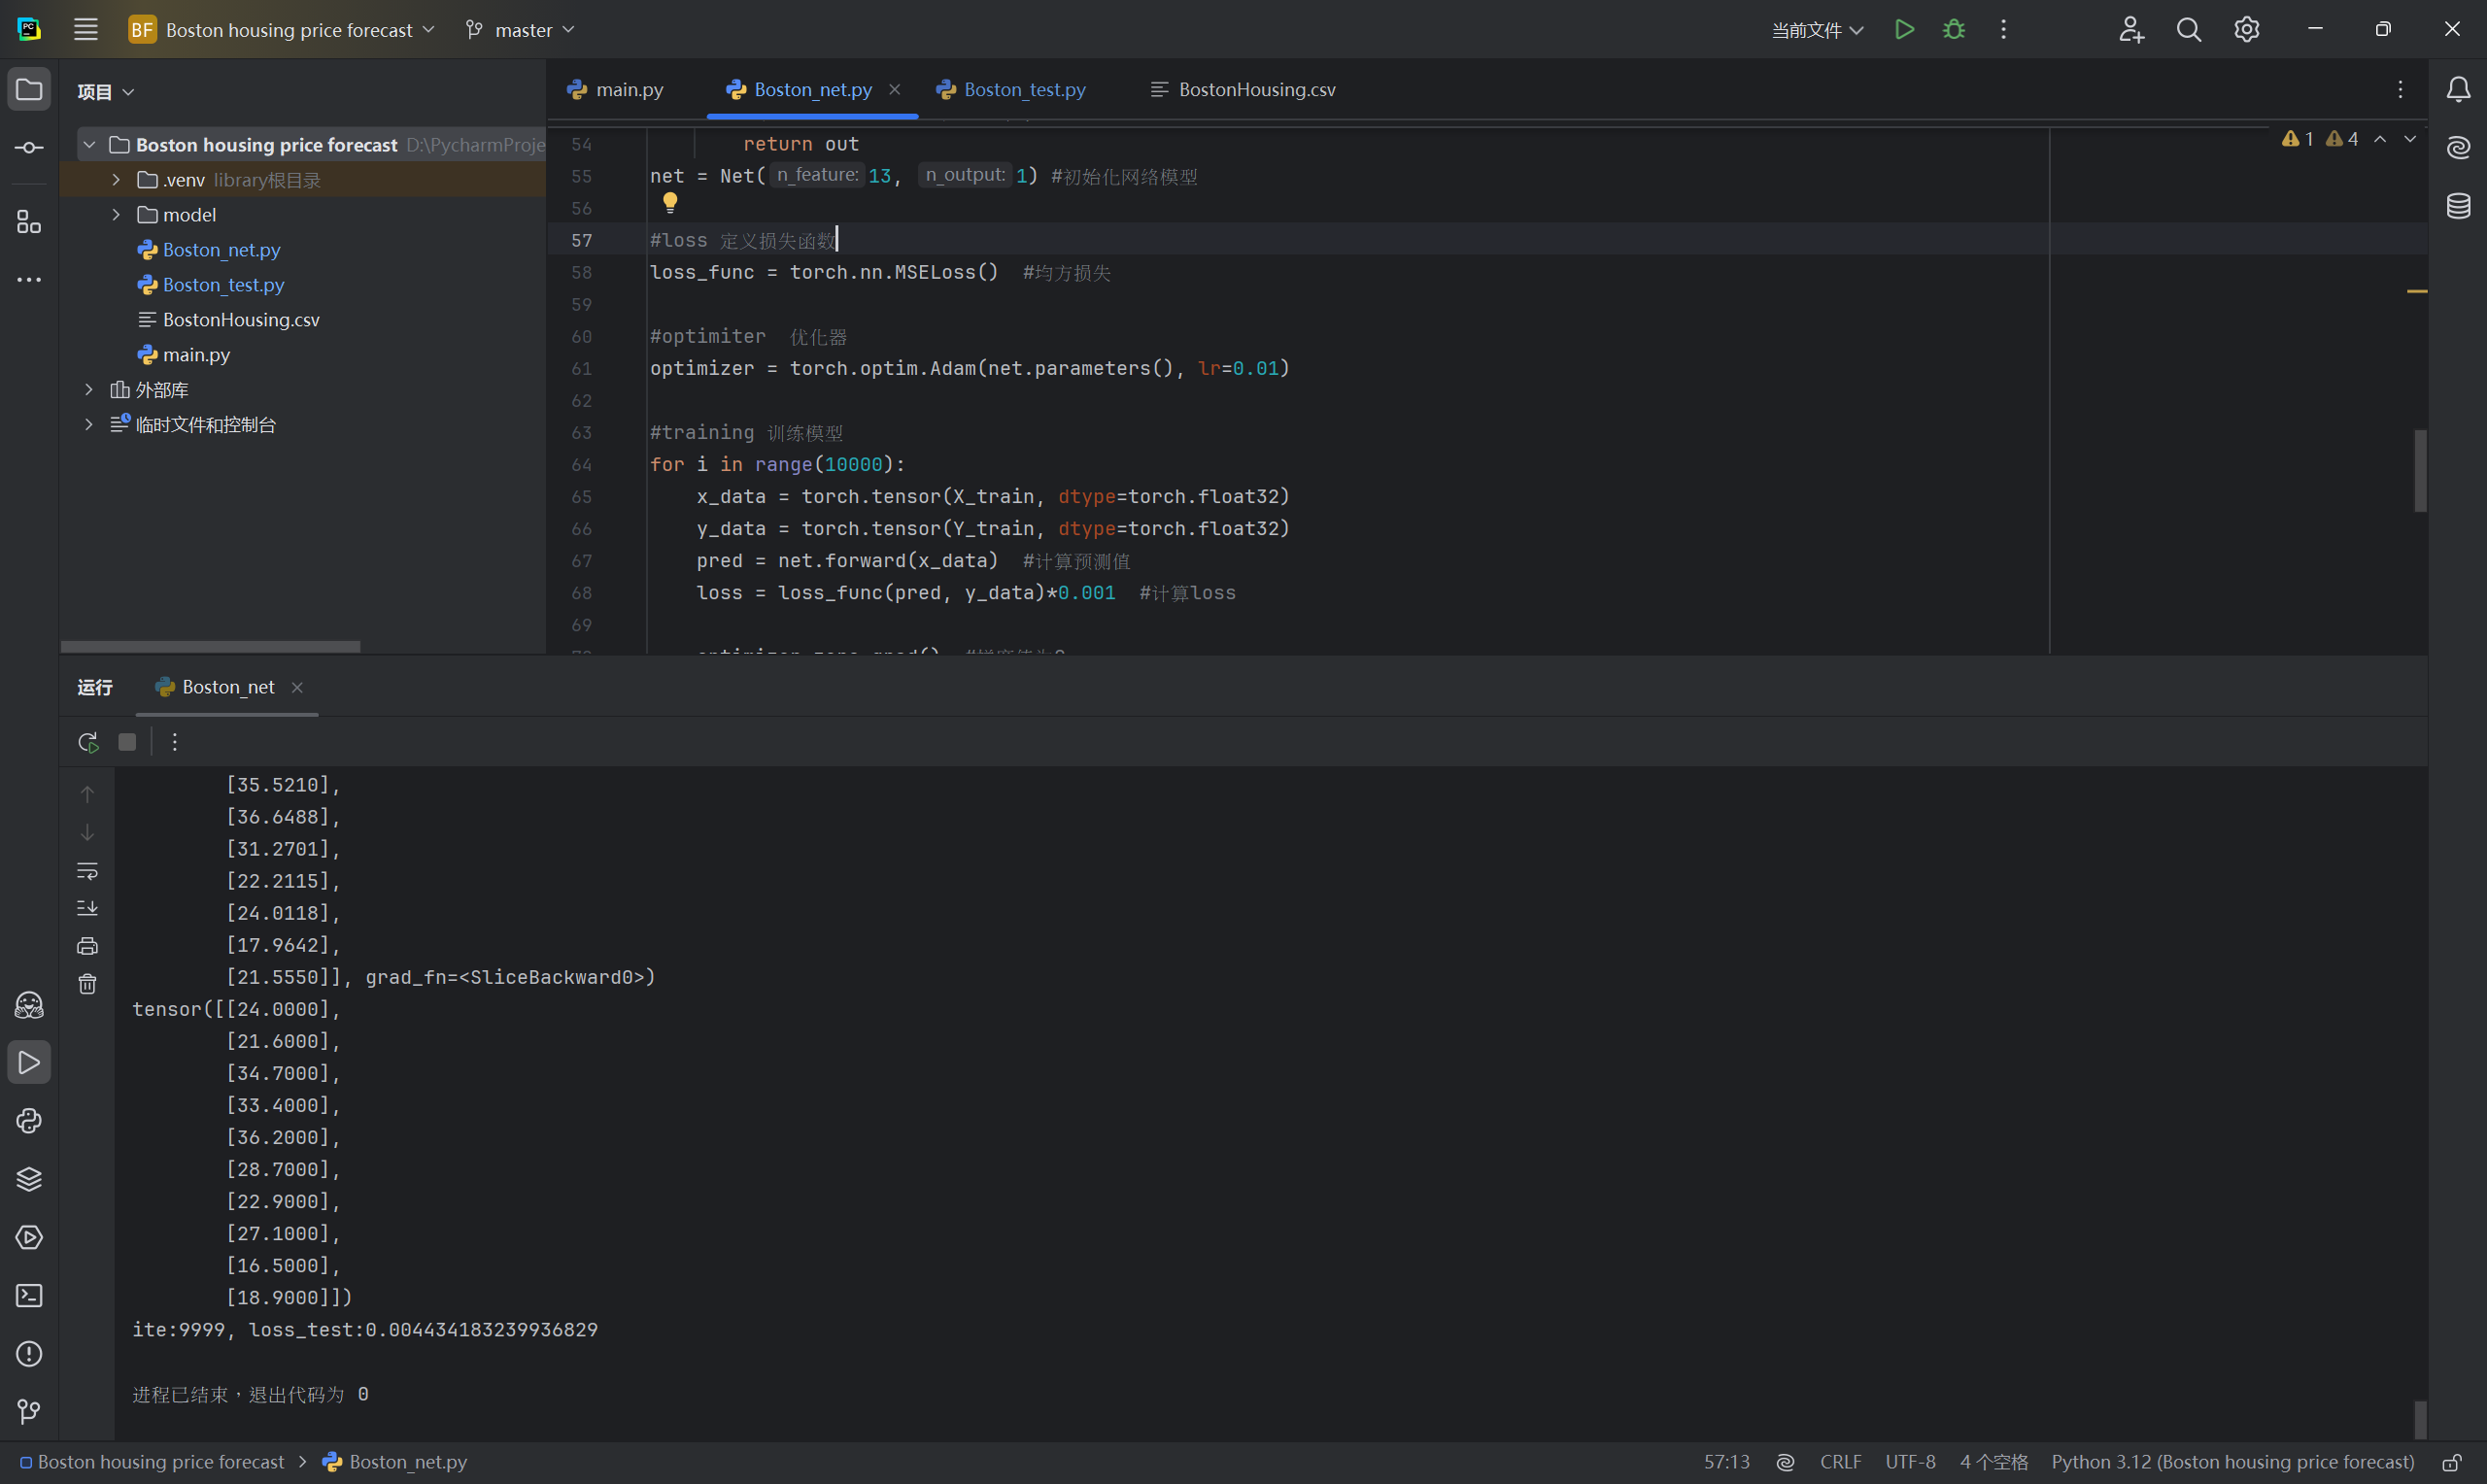 BF Boston housing price forecast master 当前文件
项目
main.py Boston_net.py Boston_test.py BostonHousing.csv
Boston housing price forecast D:\PycharmProje
.venv library根目录
model
Boston_net.py
Boston_test.py
BostonHousing.csv
main.py
外部库
临时文件和控制台
1 4
54 return out
55 net = Net( n_feature: 13, n_output: 1) #初始化网络模型
56
57 #loss 定义损失函数
58 loss_func = torch.nn.MSELoss() #均方损失
59
60 #optimiter 优化器
61 optimizer = torch.optim.Adam(net.parameters(), lr=0.01)
62
63 #training 训练模型
64 for i in range(10000):
65 x_data = torch.tensor(X_train, dtype=torch.float32)
66 y_data = torch.tensor(Y_train, dtype=torch.float32)
67 pred = net.forward(x_data) #计算预测值
68 loss = loss_func(pred, y_data)*0.001 #计算loss
69
运行 Boston_net
[35.5210],
[36.6488],
[31.2701],
[22.2115],
[24.0118],
[17.9642],
[21.5550]], grad_fn=<SliceBackward0>)
tensor([[24.0000],
[21.6000],
[34.7000],
[33.4000],
[36.2000],
[28.7000],
[22.9000],
[27.1000],
[16.5000],
[18.9000]])
ite:9999, loss_test:0.004434183239936829
进程已结束，退出代码为 0
Boston housing price forecast Boston_net.py 57:13 CRLF UTF-8 4 个空格 Python 3.12 (Boston housing price forecast)